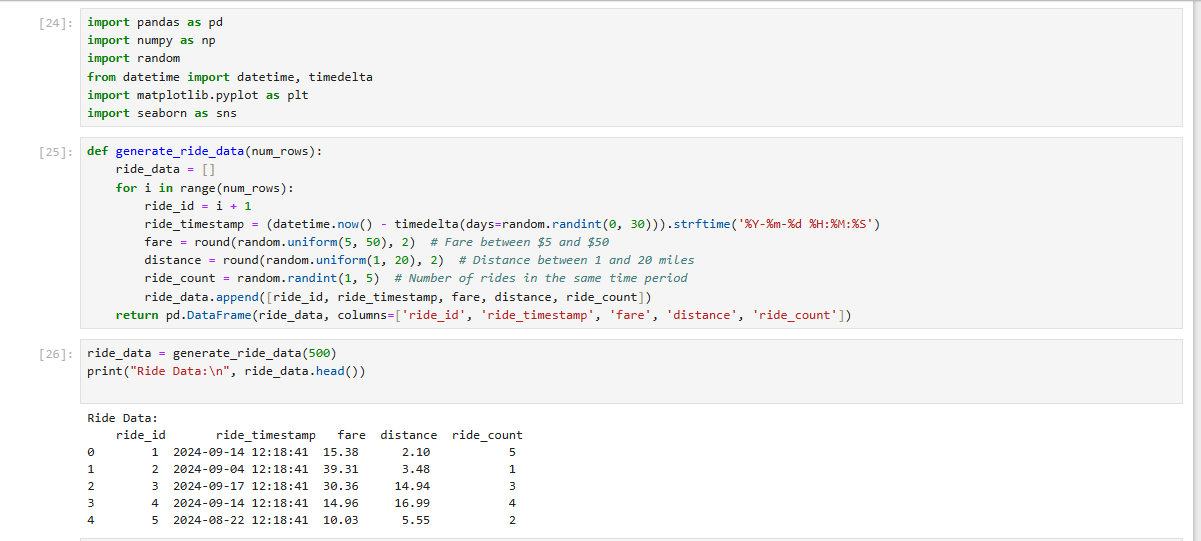 [24]:
import pandas as pd
import numpy as np
import random
from datetime import datetime, timedelta
import matplotlib.pyplot as plt
import seaborn as sns
[25]:
def generate_ride_data(num_rows):
    ride_data = []
    for i in range(num_rows):
        ride_id = i + 1
        ride_timestamp = (datetime.now() - timedelta(days=random.randint(0, 30))).strftime('%Y-%m-%d %H:%M:%S')
        fare = round(random.uniform(5, 50), 2)  # Fare between $5 and $50
        distance = round(random.uniform(1, 20), 2)  # Distance between 1 and 20 miles
        ride_count = random.randint(1, 5)  # Number of rides in the same time period
        ride_data.append([ride_id, ride_timestamp, fare, distance, ride_count])
    return pd.DataFrame(ride_data, columns=['ride_id', 'ride_timestamp', 'fare', 'distance', 'ride_count'])
[26]:
ride_data = generate_ride_data(500)
print("Ride Data:\n", ride_data.head())
Ride Data:
    ride_id       ride_timestamp   fare  distance  ride_count
0        1  2024-09-14 12:18:41  15.38      2.10           5
1        2  2024-09-04 12:18:41  39.31      3.48           1
2        3  2024-09-17 12:18:41  30.36     14.94           3
3        4  2024-09-14 12:18:41  14.96     16.99           4
4        5  2024-08-22 12:18:41  10.03      5.55           2